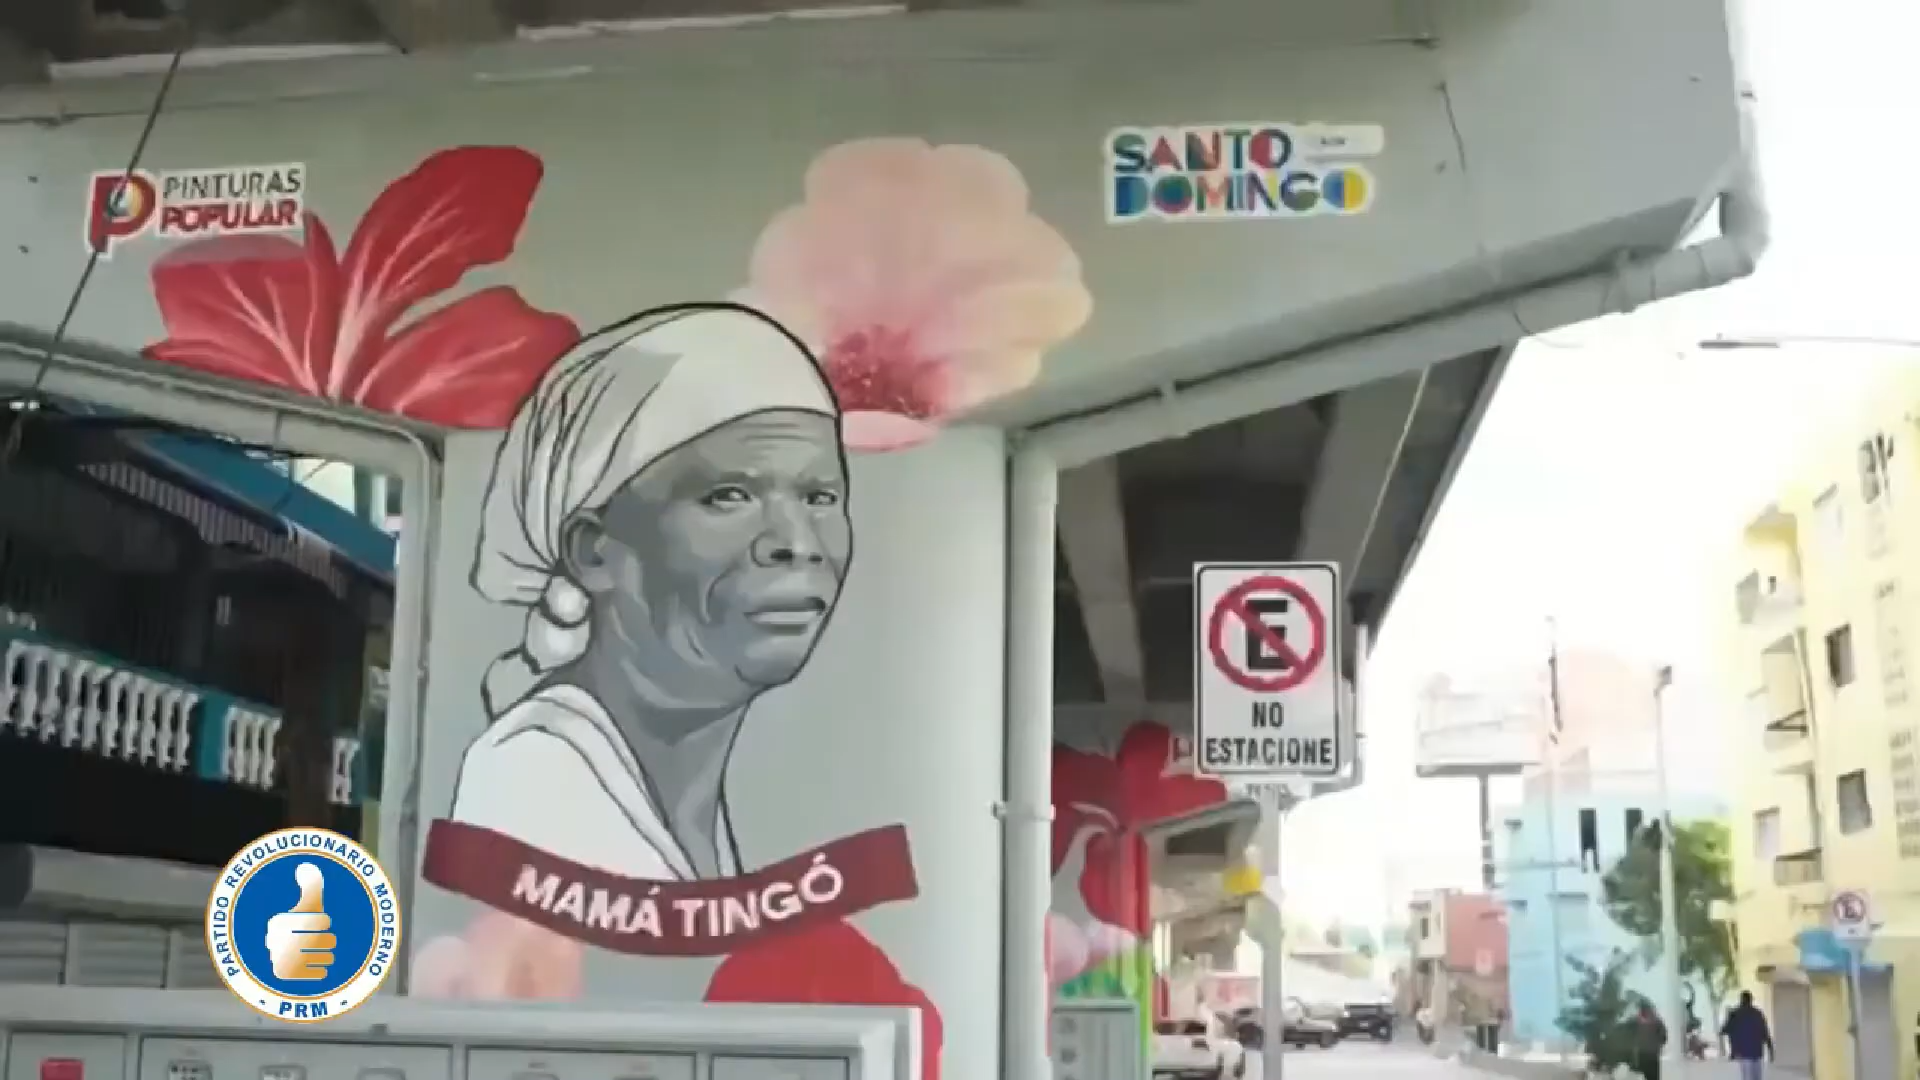 PINTURAS
POPULAR
SANTO
DOMINGO
NO
ESTACIONE
MAMÁ TINGÓ
PARTIDO REVOLUCIONARIO MODERNO
- PRM -